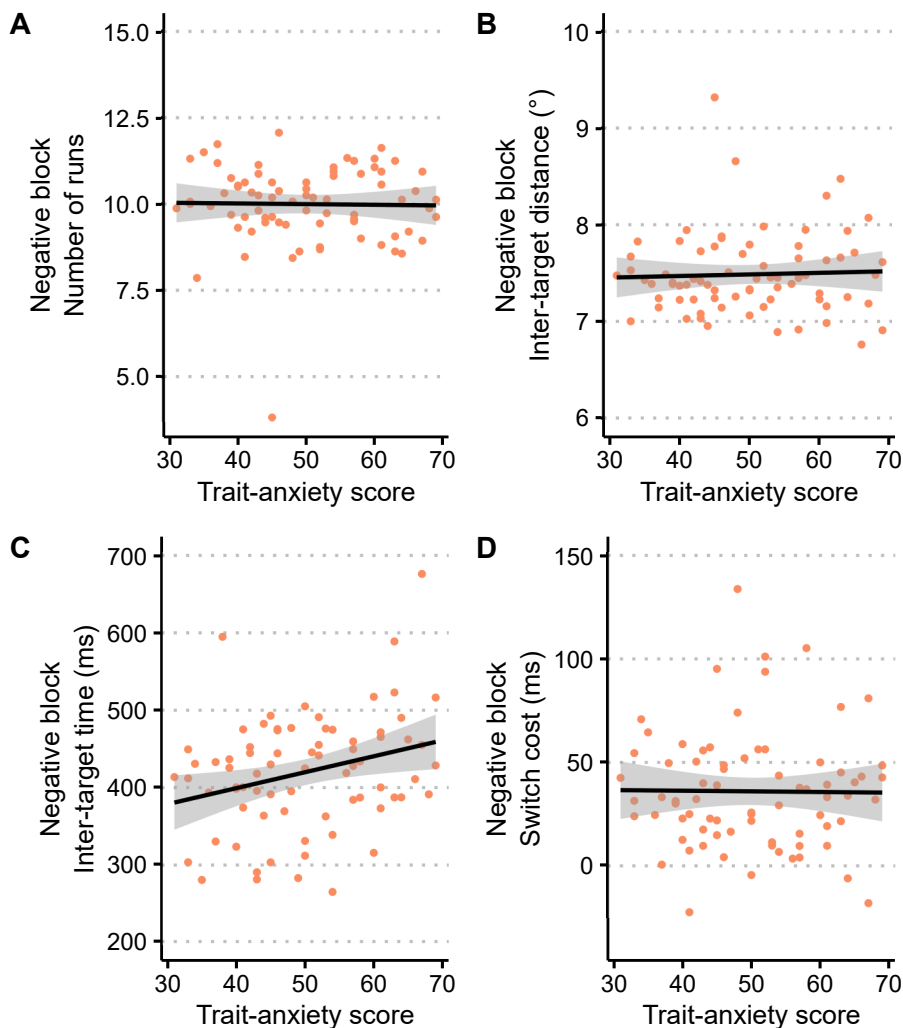 A
Negative block
Number of runs
15.0
12.5
10.0
7.5
5.0
30 40 50 60 70
Trait-anxiety score
B
Negative block
Inter-target distance (°)
10
9
8
7
6
30 40 50 60 70
Trait-anxiety score
C
Negative block
Inter-target time (ms)
700
600
500
400
300
200
30 40 50 60 70
Trait-anxiety score
D
Negative block
Switch cost (ms)
150
100
50
0
30 40 50 60 70
Trait-anxiety score